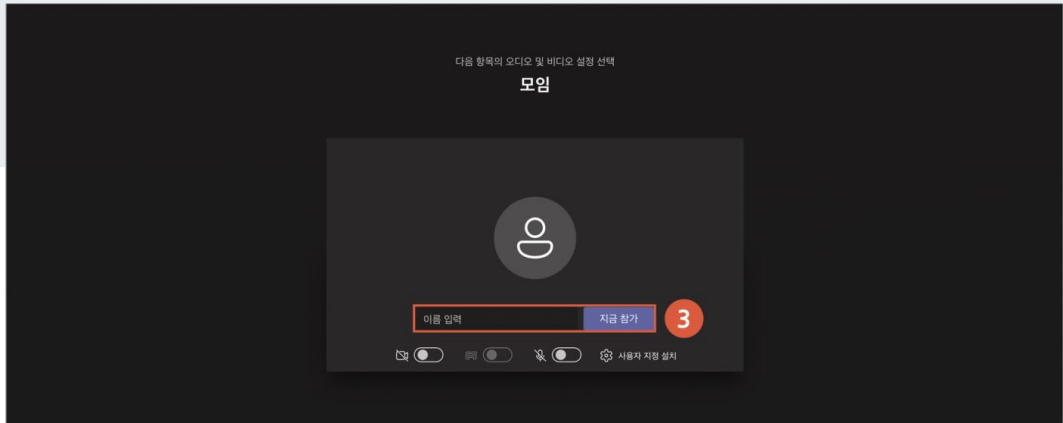 다음 항목의 오디오 및 비디오 설정 선택
모임
이름 입력
지금 참가
3
사용자 지정 설치